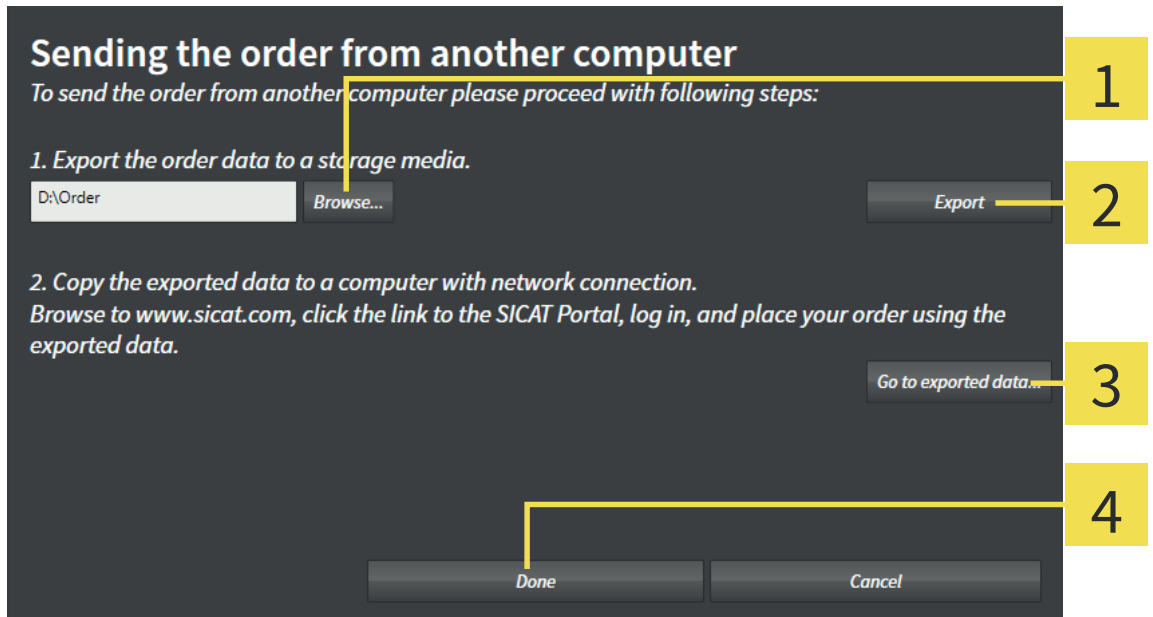 Sending the order from another computer
To send the order from another computer please proceed with following steps:
1
1. Export the order data to a storage media.
D:\Order
Browse...
Export
2
2. Copy the exported data to a computer with network connection.
Browse to www.sicat.com, click the link to the SICAT Portal, log in, and place your order using the
exported data.
Go to exported data...
3
4
Done
Cancel